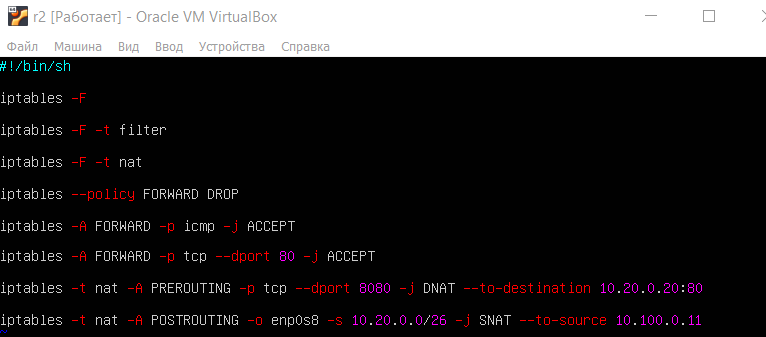 r2 [Работает] - Oracle VM VirtualBox
Файл Машина Вид Ввод Устройства Справка
#!/bin/sh
iptables -F
iptables -F -t filter
iptables -F -t nat
iptables --policy FORWARD DROP
iptables -A FORWARD -p icmp -j ACCEPT
iptables -A FORWARD -p tcp --dport 80 -j ACCEPT
iptables -t nat -A PREROUTING -p tcp --dport 8080 -j DNAT --to-destination 10.20.0.20:80
iptables -t nat -A POSTROUTING -o enp0s8 -s 10.20.0.0/26 -j SNAT --to-source 10.100.0.11
~